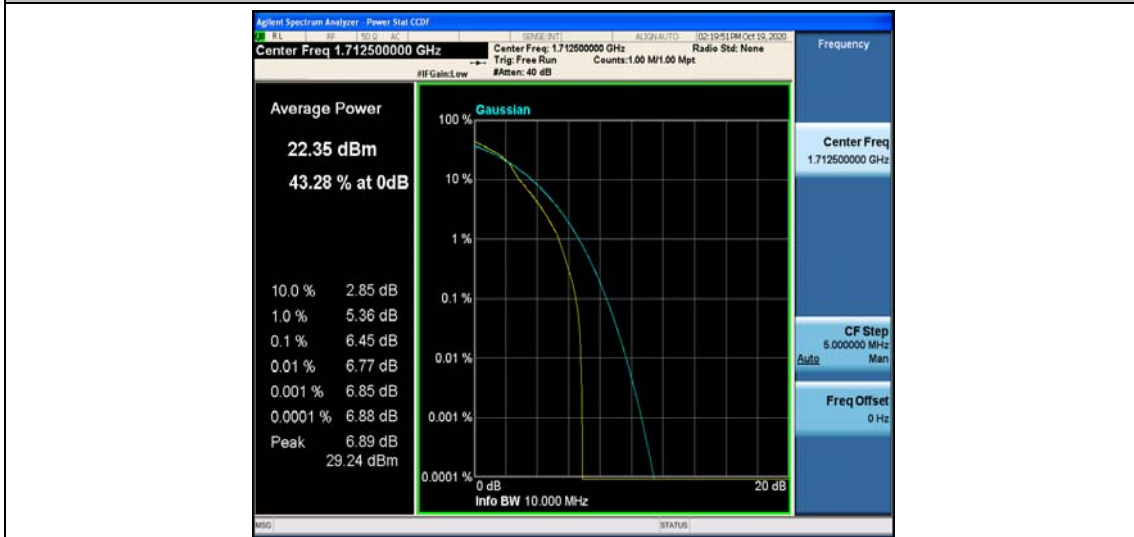 Agilent Spectrum Analyzer - Power Stat CCDF
RL RF 50 Ω AC SENSE:INT ALIGN AUTO 02:19:51 PM Oct 19, 2020
Center Freq 1.712500000 GHz
Center Freq: 1.712500000 GHz Radio Std: None
Trig: Free Run Counts:1.00 M/1.00 Mpt
#IFGain:Low #Atten: 40 dB
Frequency
Average Power
22.35 dBm
43.28 % at 0dB
10.0 % 2.85 dB
1.0 % 5.36 dB
0.1 % 6.45 dB
0.01 % 6.77 dB
0.001 % 6.85 dB
0.0001 % 6.88 dB
Peak 6.89 dB
29.24 dBm
Gaussian
100 %
10 %
1 %
0.1 %
0.01 %
0.001 %
0.0001 %
0 dB 20 dB
Info BW 10.000 MHz
Center Freq
1.712500000 GHz
CF Step
5.000000 MHz
Auto Man
Freq Offset
0 Hz
MSG STATUS